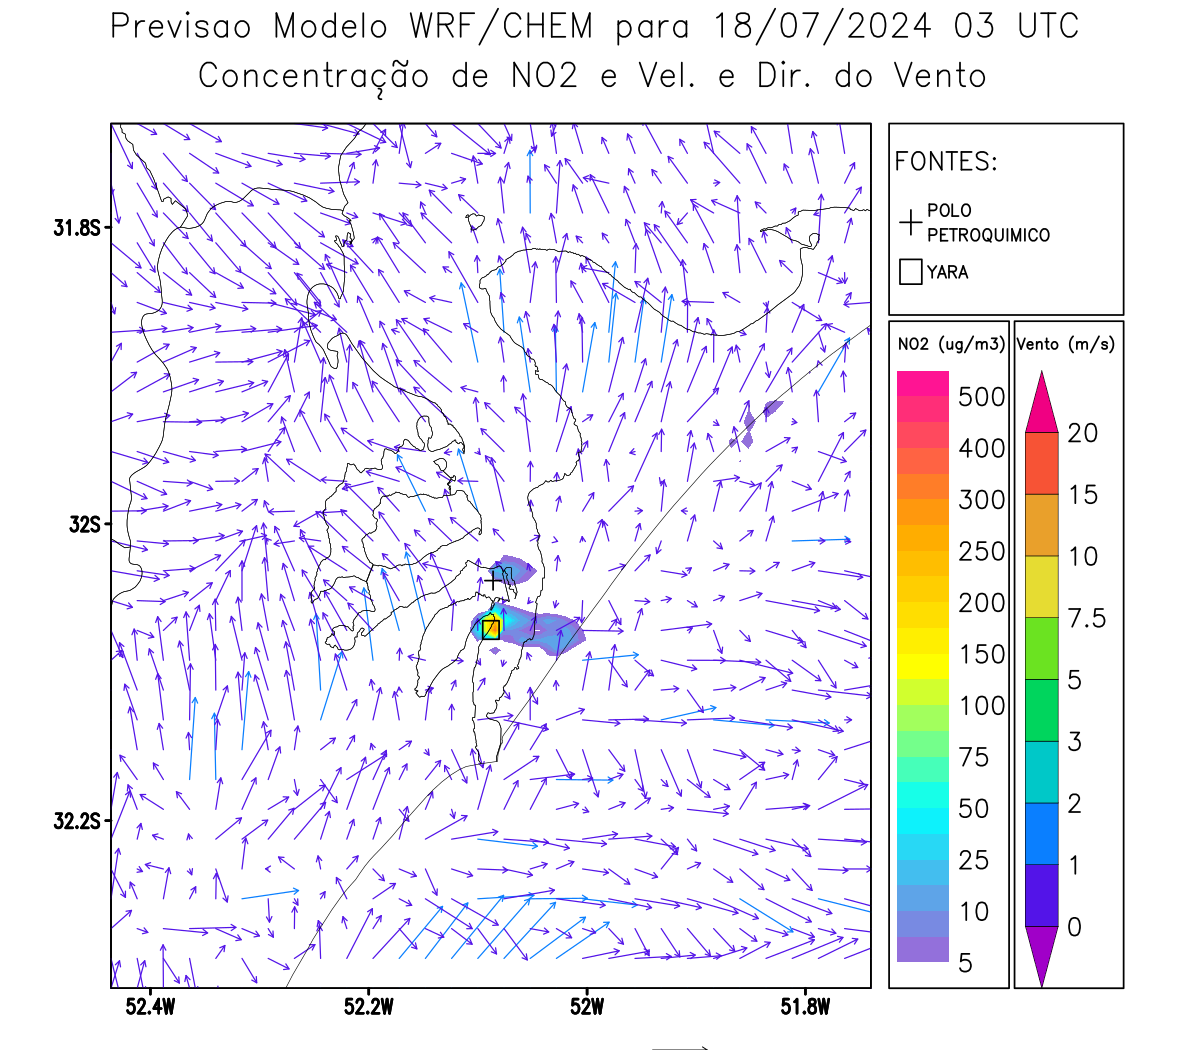 Previsao Modelo WRF/CHEM para 18/07/2024 03 UTC
Concentração de NO2 e Vel. e Dir. do Vento
FONTES:
POLO
PETROQUIMICO
YARA
NO2 (ug/m3)
500
400
300
250
200
150
100
75
50
25
10
5
Vento (m/s)
20
15
10
7.5
5
3
2
1
0
31.8S
32S
32.2S
52.4W
52.2W
52W
51.8W